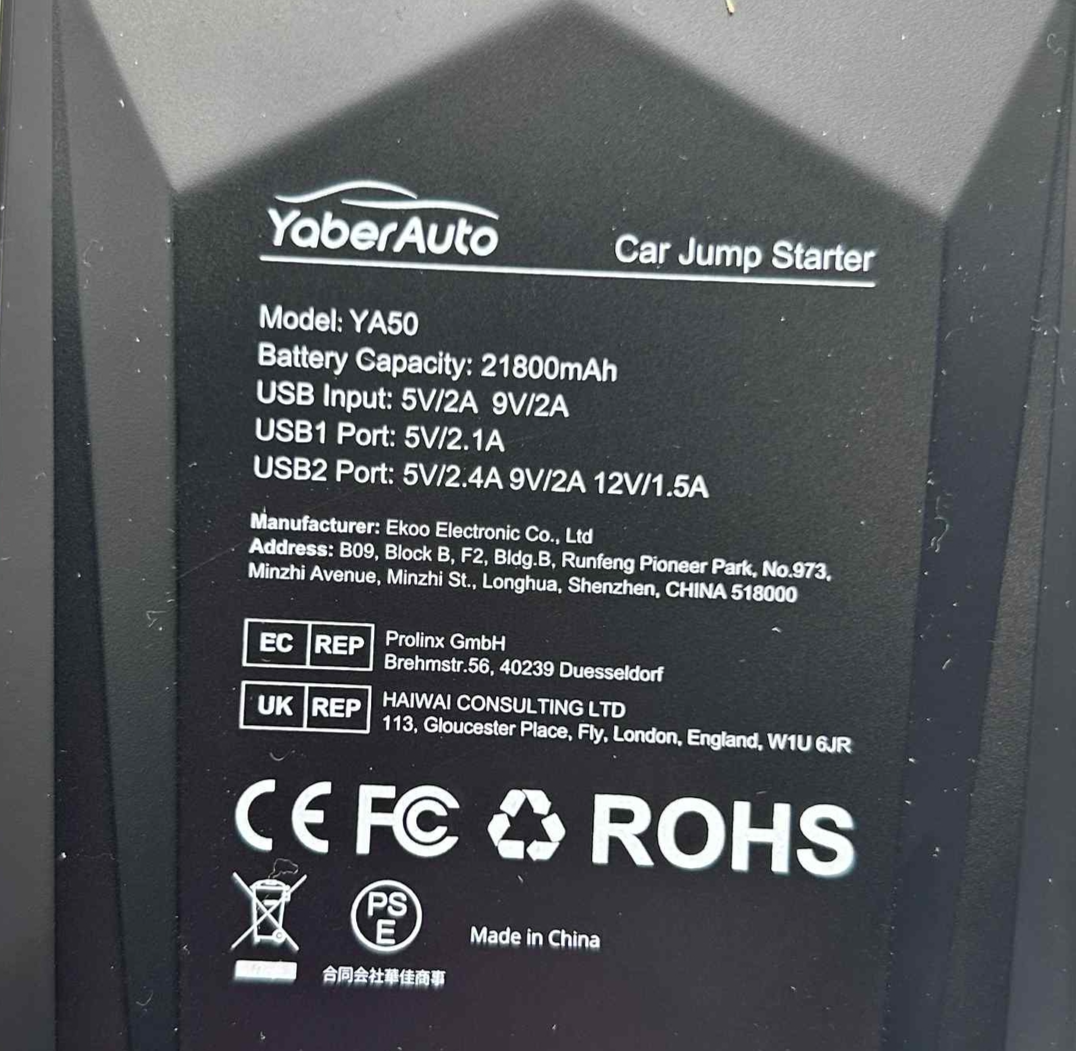 YaberAuto
Car Jump Starter
Model: YA50
Battery Capacity: 21800mAh
USB Input: 5V/2A 9V/2A
USB1 Port: 5V/2.1A
USB2 Port: 5V/2.4A 9V/2A 12V/1.5A
Manufacturer: Ekoo Electronic Co., Ltd
Address: B09, Block B, F2, Bldg.B, Runfeng Pioneer Park, No.973,
Minzhi Avenue, Minzhi St., Longhua, Shenzhen, CHINA 518000
EC REP
Prolinx GmbH
Brehmstr.56, 40239 Duesseldorf
UK REP
HAIWAI CONSULTING LTD
113, Gloucester Place, Fly, London, England, W1U 6JR
CE FC ROHS
PS
E
Made in China
合同会社華佳商事